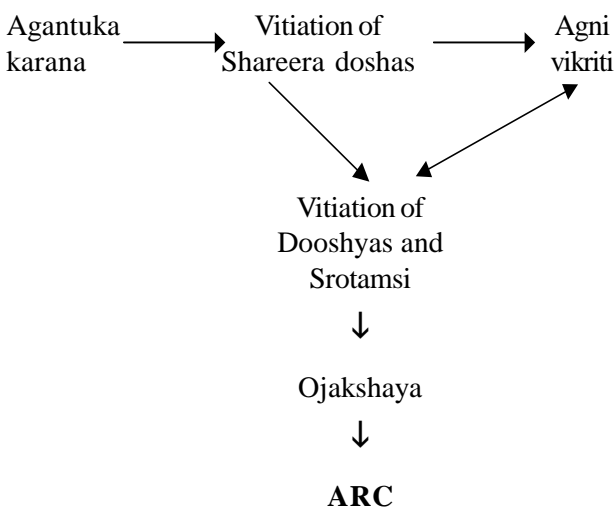 Agantuka
karana
Vitiation of
Shareera doshas
Agni
vikriti
Vitiation of
Dooshyas and
Srotamsi
Ojakshaya
ARC